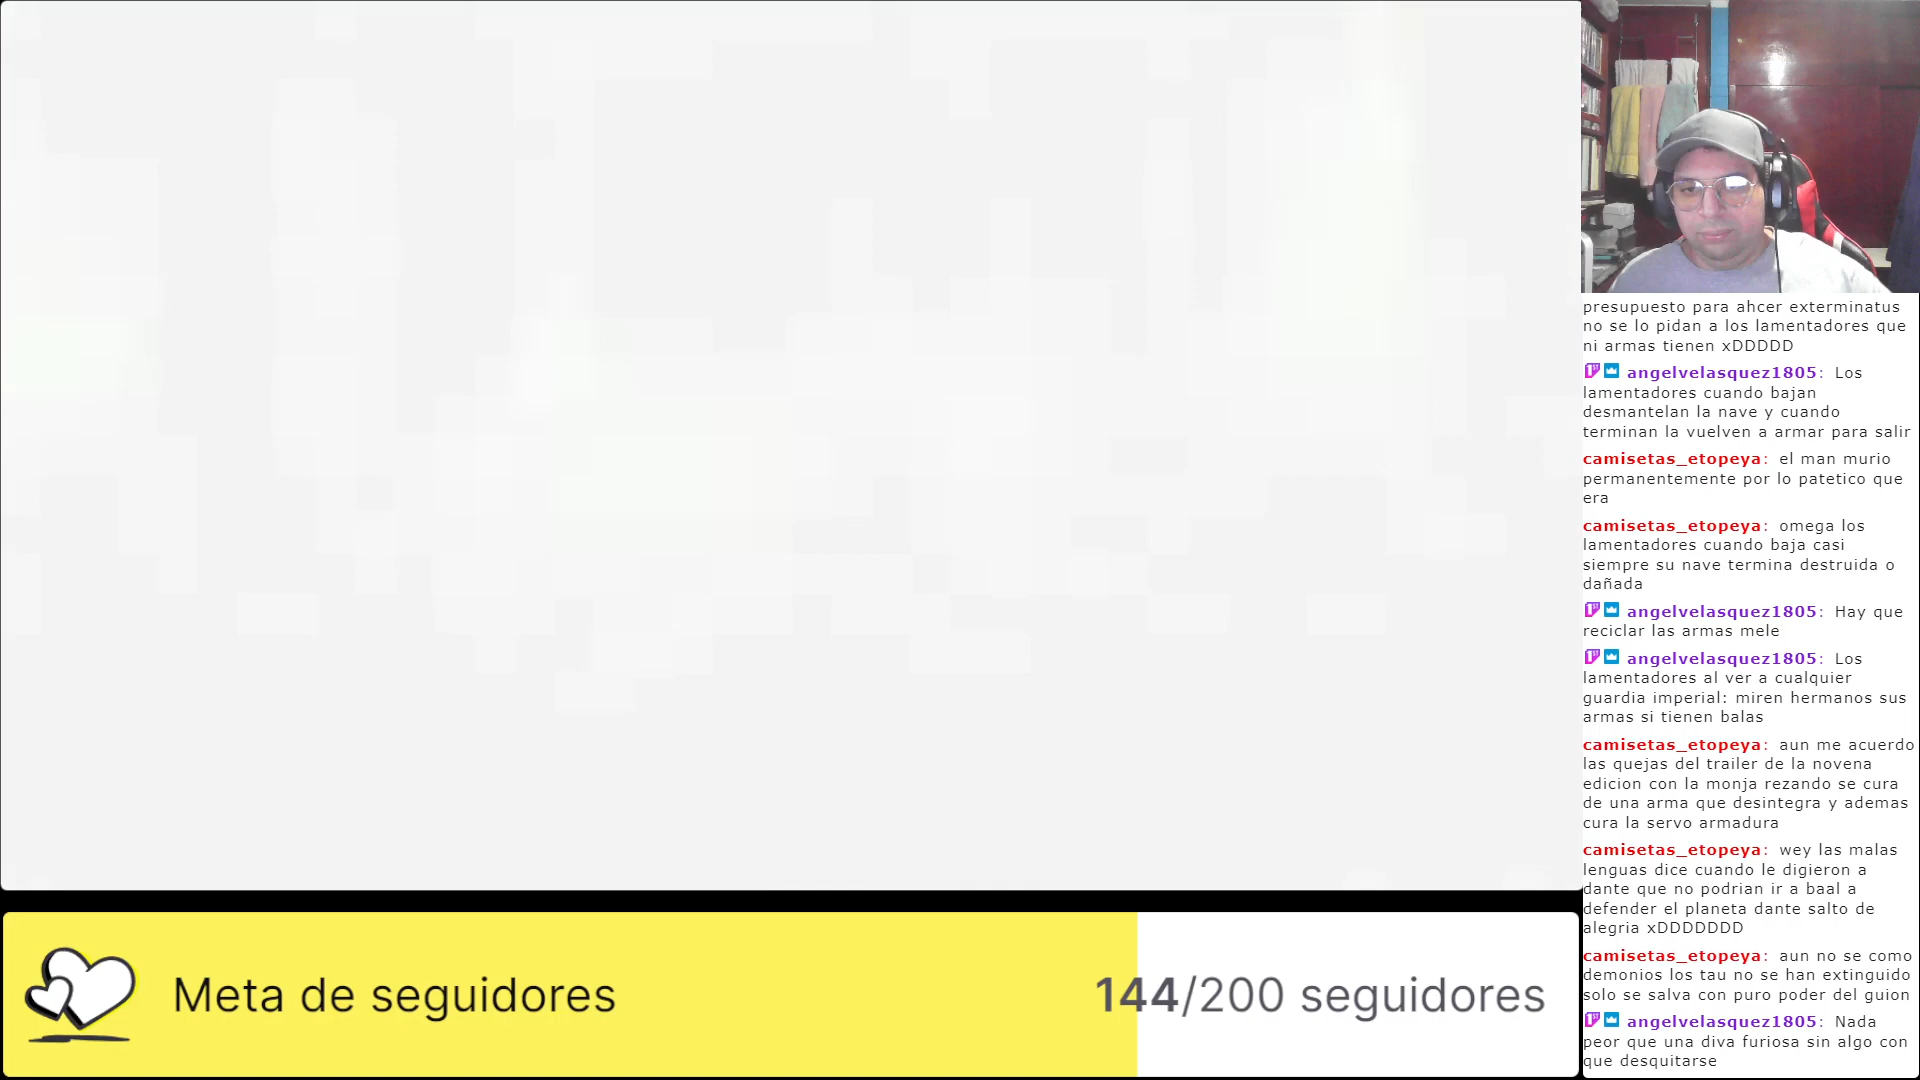 presupuesto para ahcer exterminatus
no se lo pidan a los lamentadores que
ni armas tienen xDDDDD
angelvelasquez1805: Los
lamentadores cuando bajan
desmantelan la nave y cuando
terminan la vuelven a armar para salir
camisetas_etopeya: el man murio
permanentemente por lo patetico que
era
camisetas_etopeya: omega los
lamentadores cuando baja casi
siempre su nave termina destruida o
dañada
angelvelasquez1805: Hay que
reciclar las armas mele
angelvelasquez1805: Los
lamentadores al ver a cualquier
guardia imperial: miren hermanos sus
armas si tienen balas
camisetas_etopeya: aun me acuerdo
las quejas del trailer de la novena
edicion con la monja rezando se cura
de una arma que desintegra y ademas
cura la servo armadura
camisetas_etopeya: wey las malas
lenguas dice cuando le digieron a
dante que no podrian ir a baal a
defender el planeta dante salto de
alegria xDDDDDDD
camisetas_etopeya: aun no se como
demonios los tau no se han extinguido
solo se salva con puro poder del guion
angelvelasquez1805: Nada
peor que una diva furiosa sin algo con
que desquitarse
Meta de seguidores 144/200 seguidores